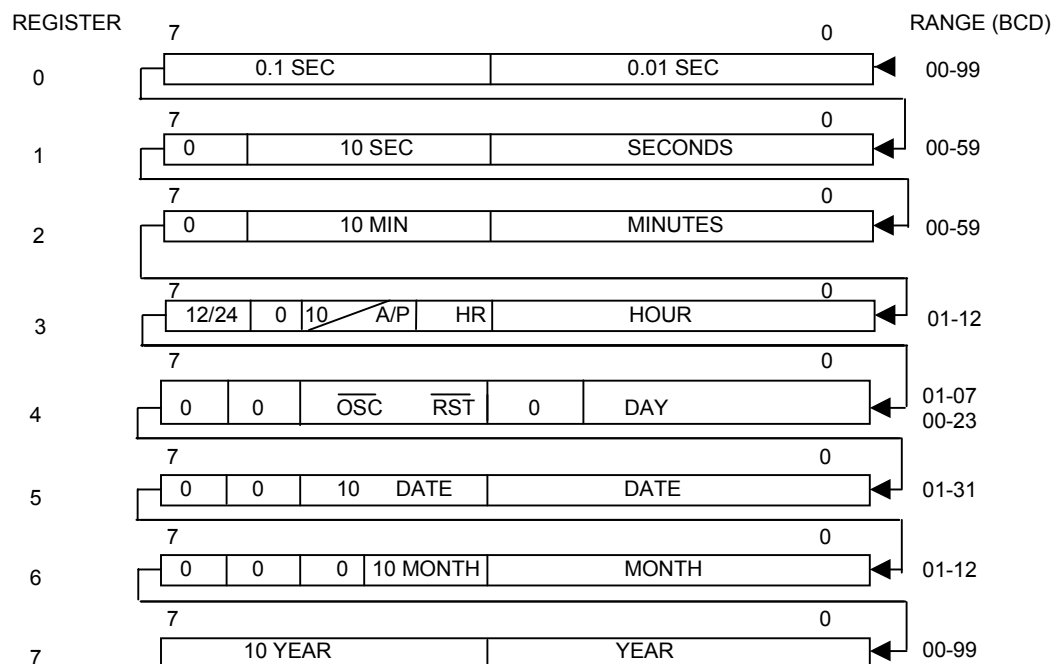 REGISTER 7 0 RANGE (BCD)
0 0.1 SEC 0.01 SEC 00-99
7 0
1 0 10 SEC SECONDS 00-59
7 0
2 0 10 MIN MINUTES 00-59
7 0
3 12/24 0 10 A/P HR HOUR 01-12
7 0
4 0 0 OSC RST 0 DAY 01-07
00-23
7 0
5 0 0 10 DATE DATE 01-31
7 0
6 0 0 0 10 MONTH MONTH 01-12
7 0
7 10 YEAR YEAR 00-99